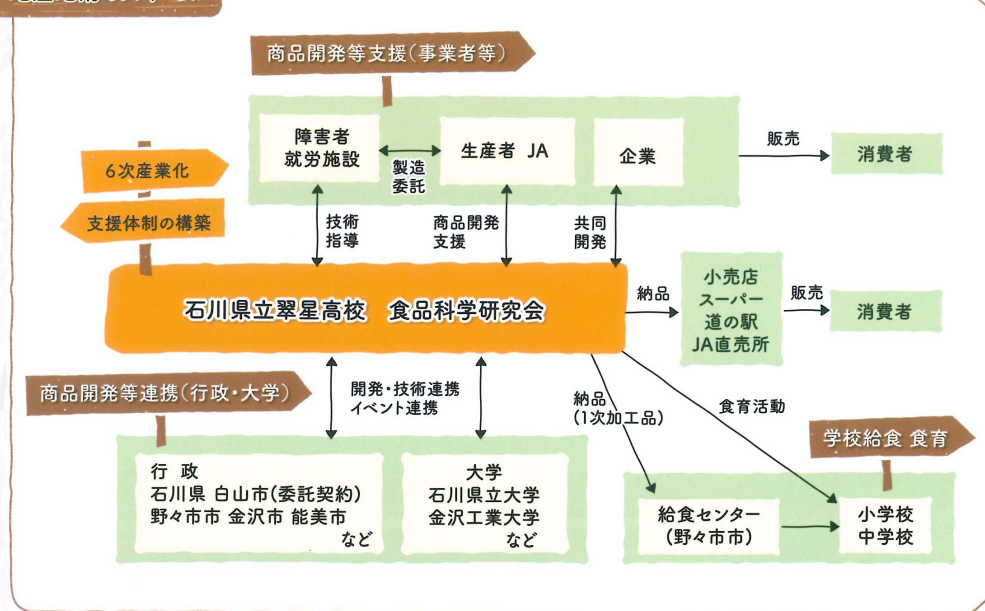 商品開発等支援(事業者等)
障害者
就労施設
製造
委託
生産者 JA
企業
販売
消費者
6次産業化
支援体制の構築
技術
指導
商品開発
支援
共同
開発
石川県立翠星高校 食品科学研究会
納品
小売店
スーパー
道の駅
JA直売所
販売
消費者
商品開発等連携(行政・大学)
開発・技術連携
イベント連携
納品
(1次加工品)
食育活動
学校給食 食育
行 政
石川県 白山市(委託契約)
野々市市 金沢市 能美市
など
大学
石川県立大学
金沢工業大学
など
給食センター
(野々市市)
小学校
中学校